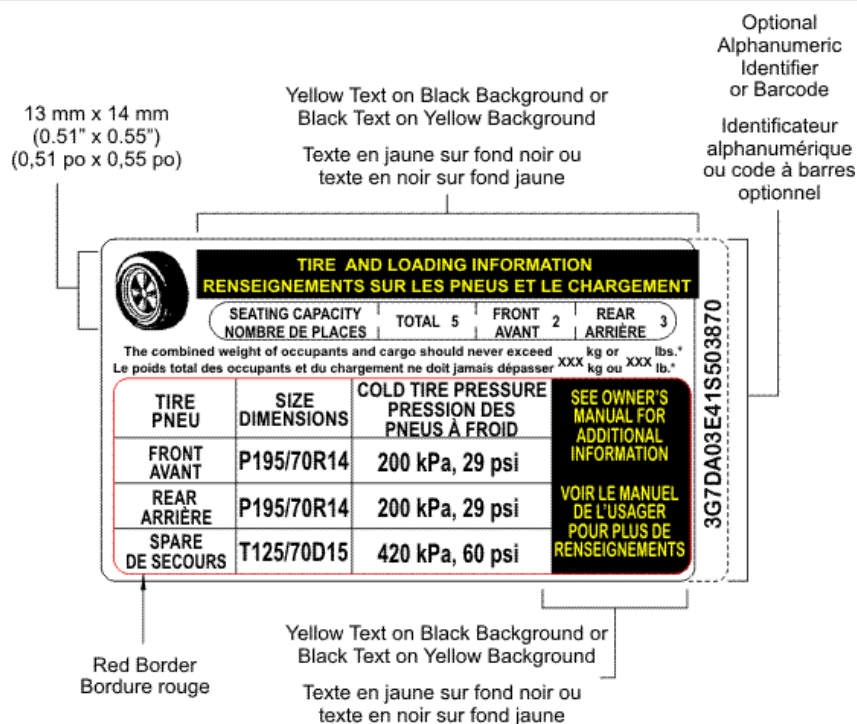 Optional
Alphanumeric
Identifier
or Barcode
Identificateur
alphanumérique
ou code à barres
optionnel
Yellow Text on Black Background or
Black Text on Yellow Background
Texte en jaune sur fond noir ou
texte en noir sur fond jaune
13 mm x 14 mm
(0.51" x 0.55")
(0,51 po x 0,55 po)
TIRE AND LOADING INFORMATION
RENSEIGNEMENTS SUR LES PNEUS ET LE CHARGEMENT
SEATING CAPACITY
NOMBRE DE PLACES
TOTAL 5
FRONT
AVANT 2
REAR
ARRIÈRE 3
The combined weight of occupants and cargo should never exceed XXX kg or XXX lbs.*
Le poids total des occupants et du chargement ne doit jamais dépasser XXX kg ou XXX lb.*
TIRE
PNEU
SIZE
DIMENSIONS
COLD TIRE PRESSURE
PRESSION DES
PNEUS À FROID
FRONT
AVANT
P195/70R14
200 kPa, 29 psi
REAR
ARRIÈRE
P195/70R14
200 kPa, 29 psi
SPARE
DE SECOURS
T125/70D15
420 kPa, 60 psi
SEE OWNER'S
MANUAL FOR
ADDITIONAL
INFORMATION
VOIR LE MANUEL
DE L'USAGER
POUR PLUS DE
RENSEIGNEMENTS
3G7DA03E41S503870
Red Border
Bordure rouge
Yellow Text on Black Background or
Black Text on Yellow Background
Texte en jaune sur fond noir ou
texte en noir sur fond jaune